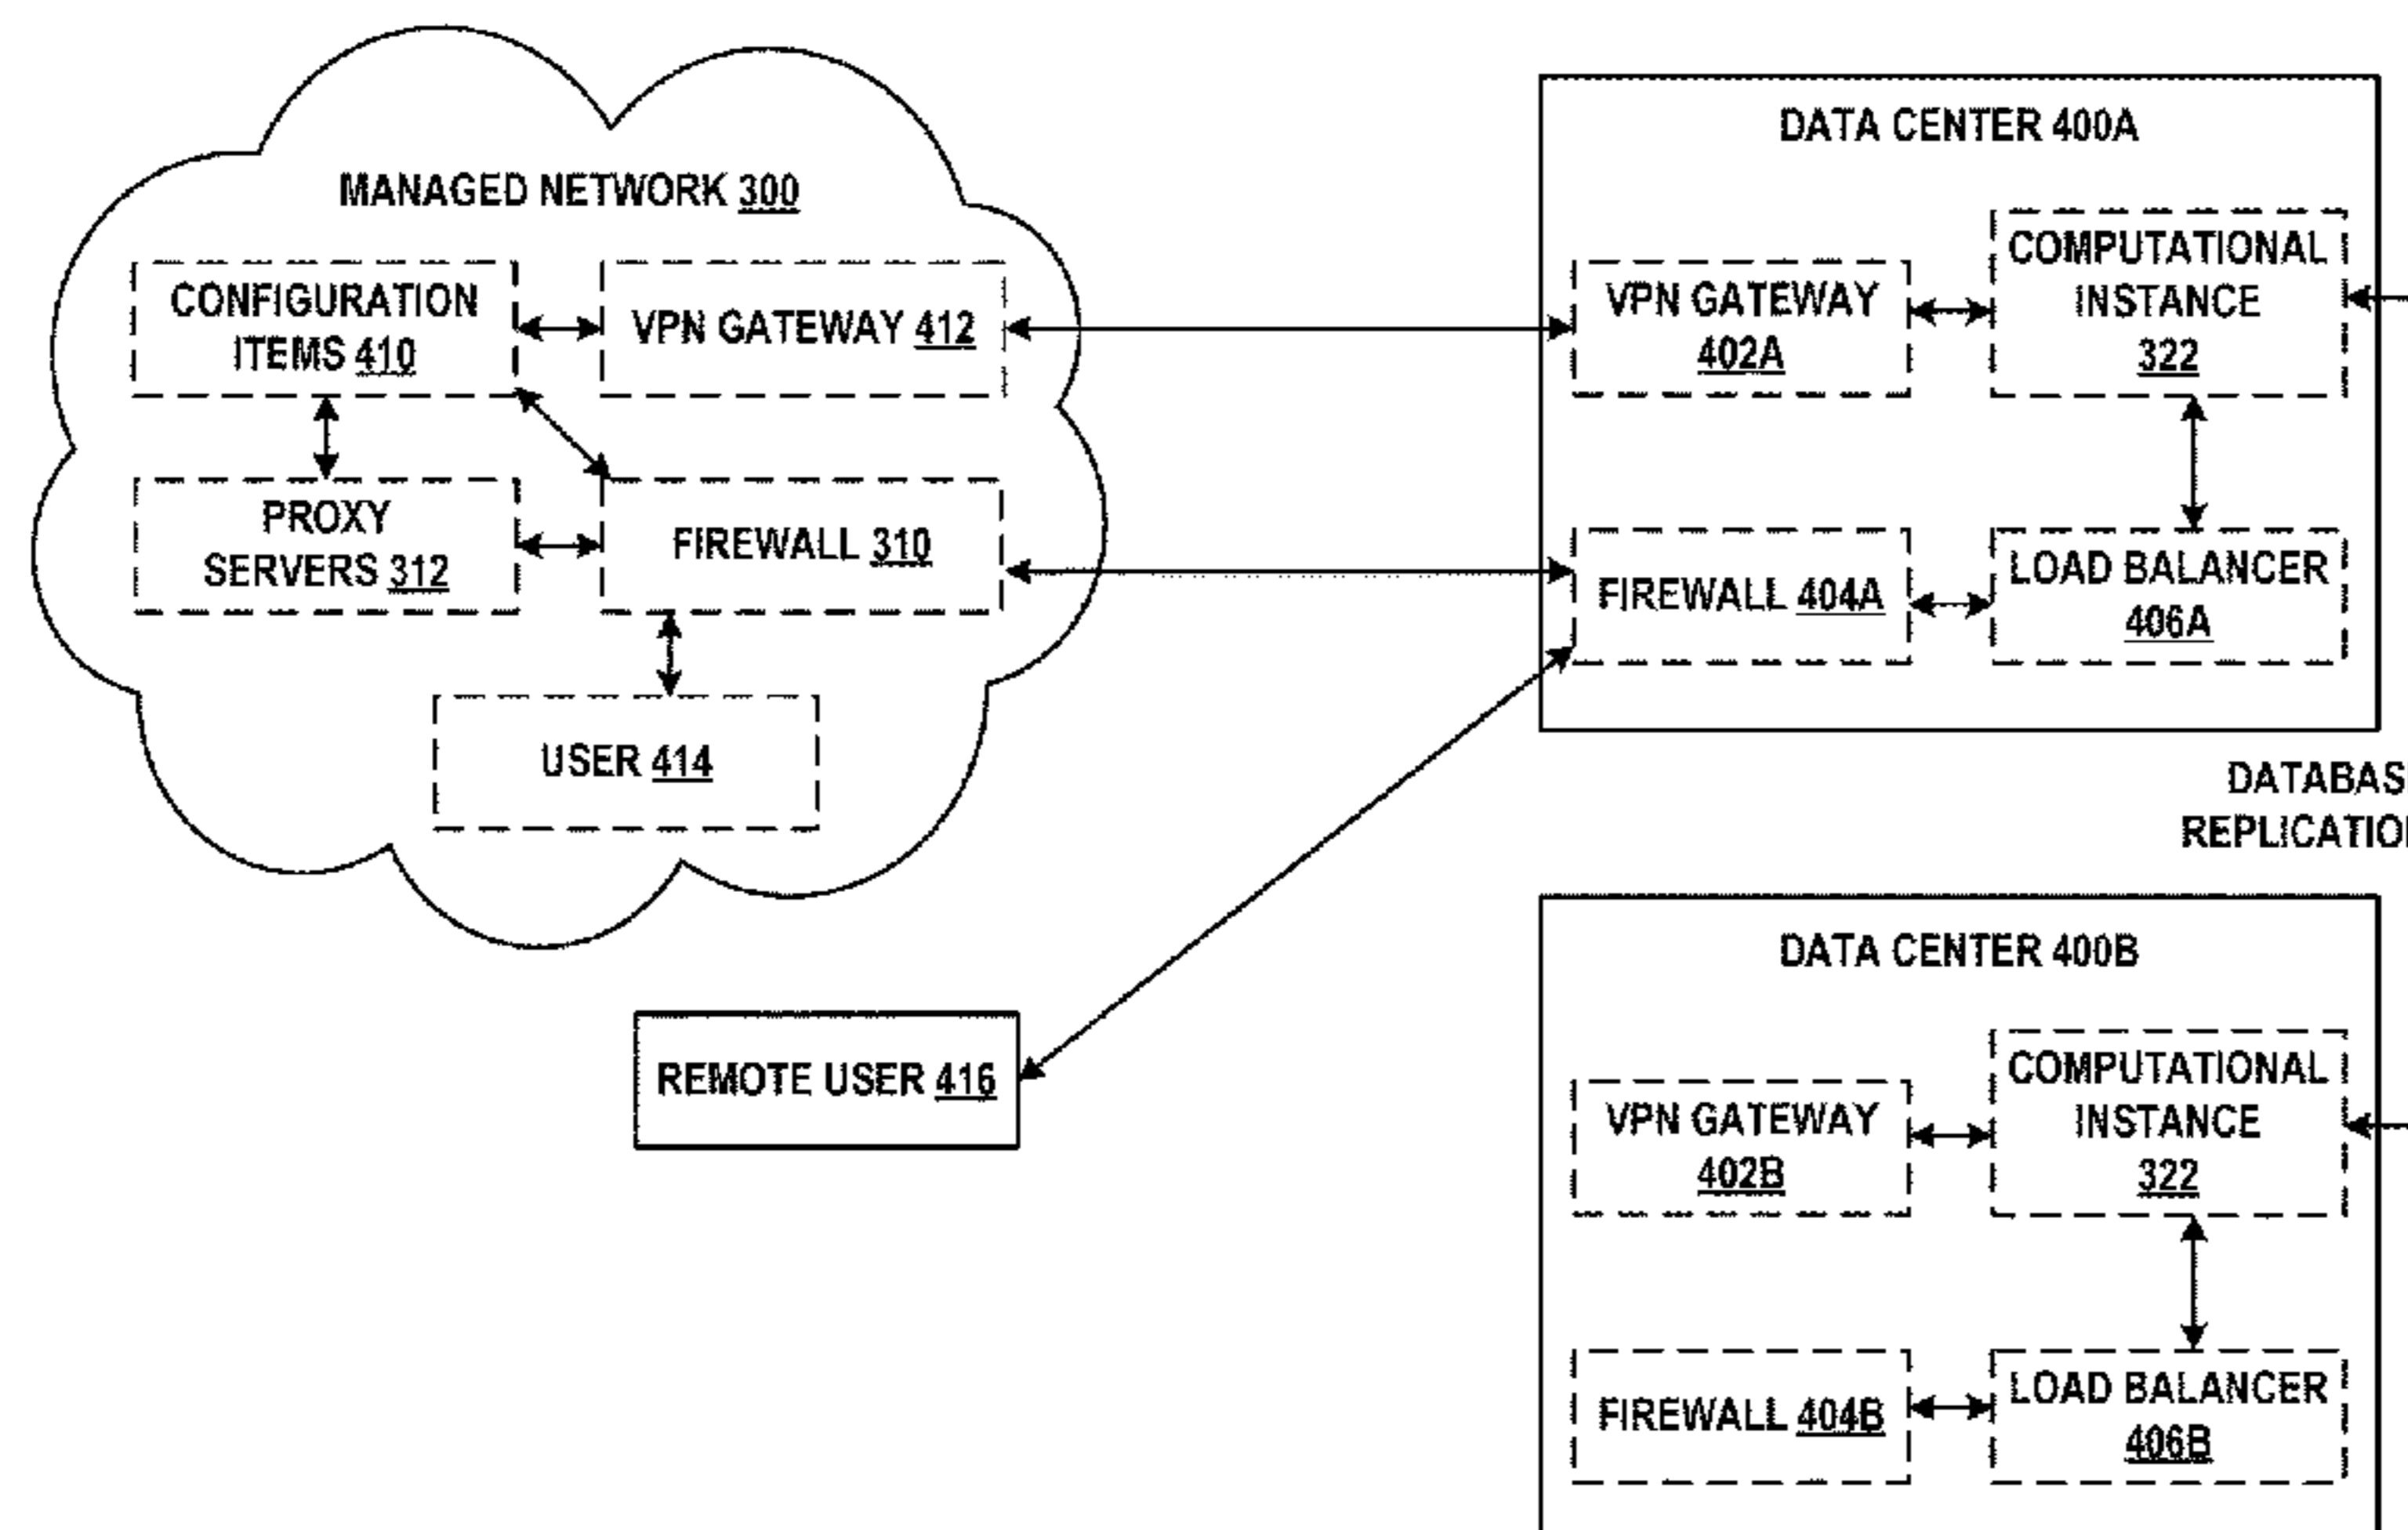 MANAGED NETWORK 300
CONFIGURATION
ITEMS 410
VPN GATEWAY 412
PROXY
SERVERS 312
FIREWALL 310
USER 414
REMOTE USER 416
DATA CENTER 400A
VPN GATEWAY
402A
COMPUTATIONAL
INSTANCE
322
FIREWALL 404A
LOAD BALANCER
406A
DATABAS
REPLICATIO
DATA CENTER 400B
VPN GATEWAY
402B
COMPUTATIONAL
INSTANCE
322
FIREWALL 404B
LOAD BALANCER
406B